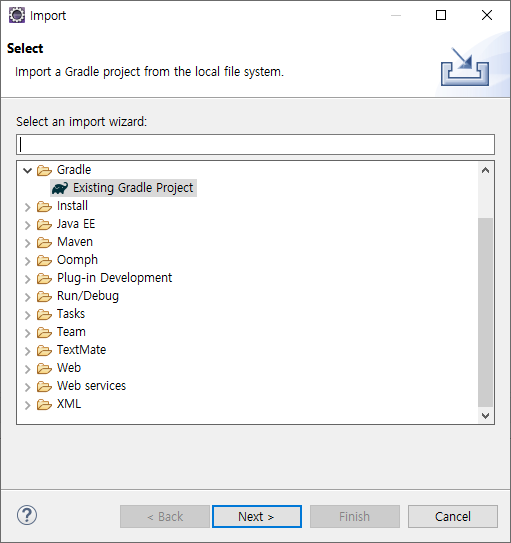 Import
Select
Import a Gradle project from the local file system.
Select an import wizard:
Gradle
Existing Gradle Project
Install
Java EE
Maven
Oomph
Plug-in Development
Run/Debug
Tasks
Team
TextMate
Web
Web services
XML
? < Back Next > Finish Cancel